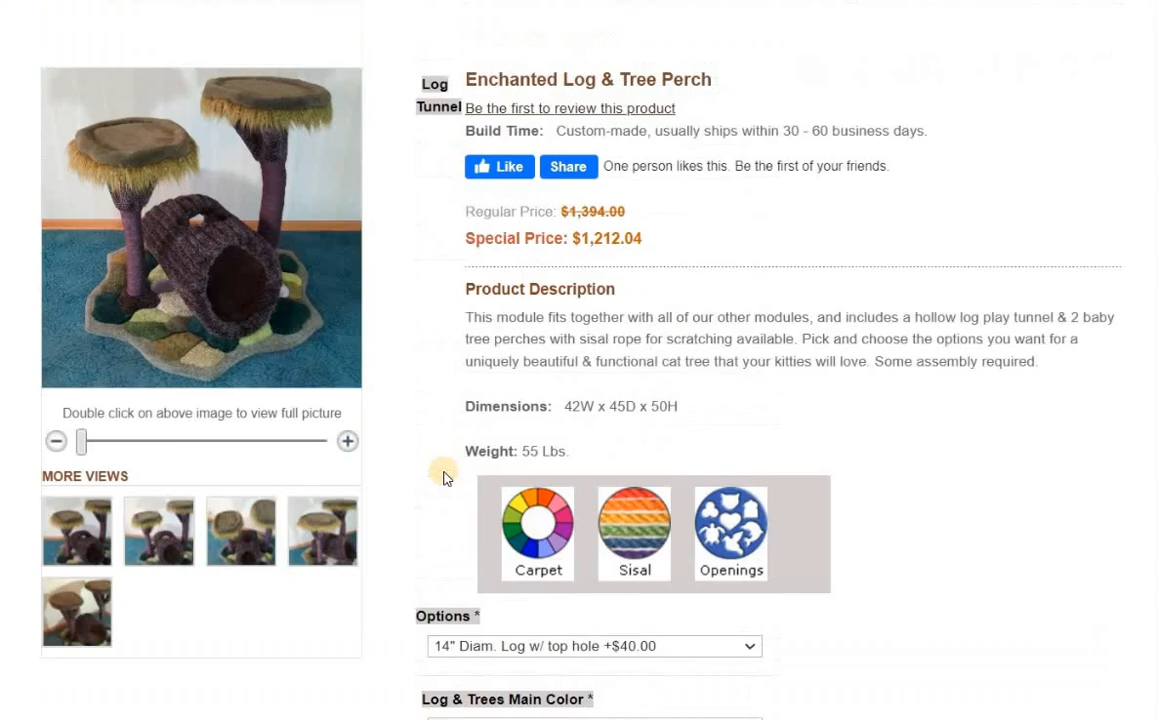 Log
Tunnel
Enchanted Log & Tree Perch
Be the first to review this product
Build Time: Custom-made, usually ships within 30 - 60 business days.
Like Share One person likes this. Be the first of your friends.
Regular Price: $1,394.00
Special Price: $1,212.04
Product Description
This module fits together with all of our other modules, and includes a hollow log play tunnel & 2 baby
tree perches with sisal rope for scratching available. Pick and choose the options you want for a
uniquely beautiful & functional cat tree that your kitties will love. Some assembly required.
Dimensions: 42W x 45D x 50H
Weight: 55 Lbs.
Carpet Sisal Openings
Options *
14" Diam. Log w/ top hole +$40.00
Log & Trees Main Color *
Double click on above image to view full picture
MORE VIEWS